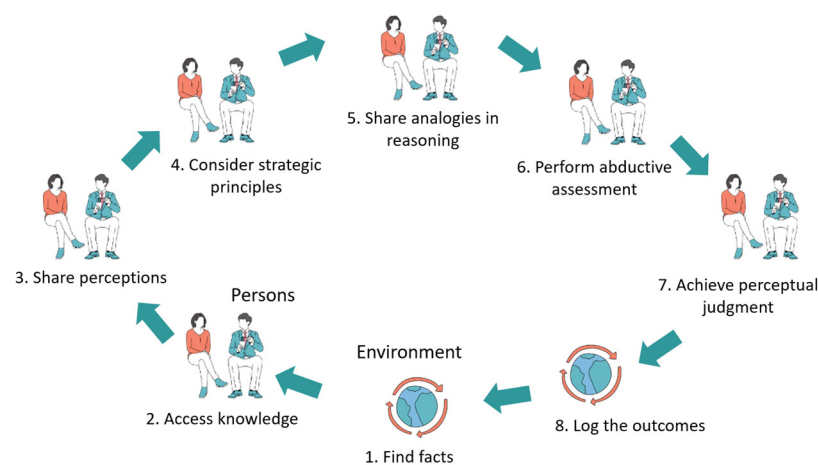 5. Share analogies in
reasoning
4. Consider strategic
principles
6. Perform abductive
assessment
3. Share perceptions
7. Achieve perceptual
judgment
Persons
2. Access knowledge
Environment
1. Find facts
8. Log the outcomes